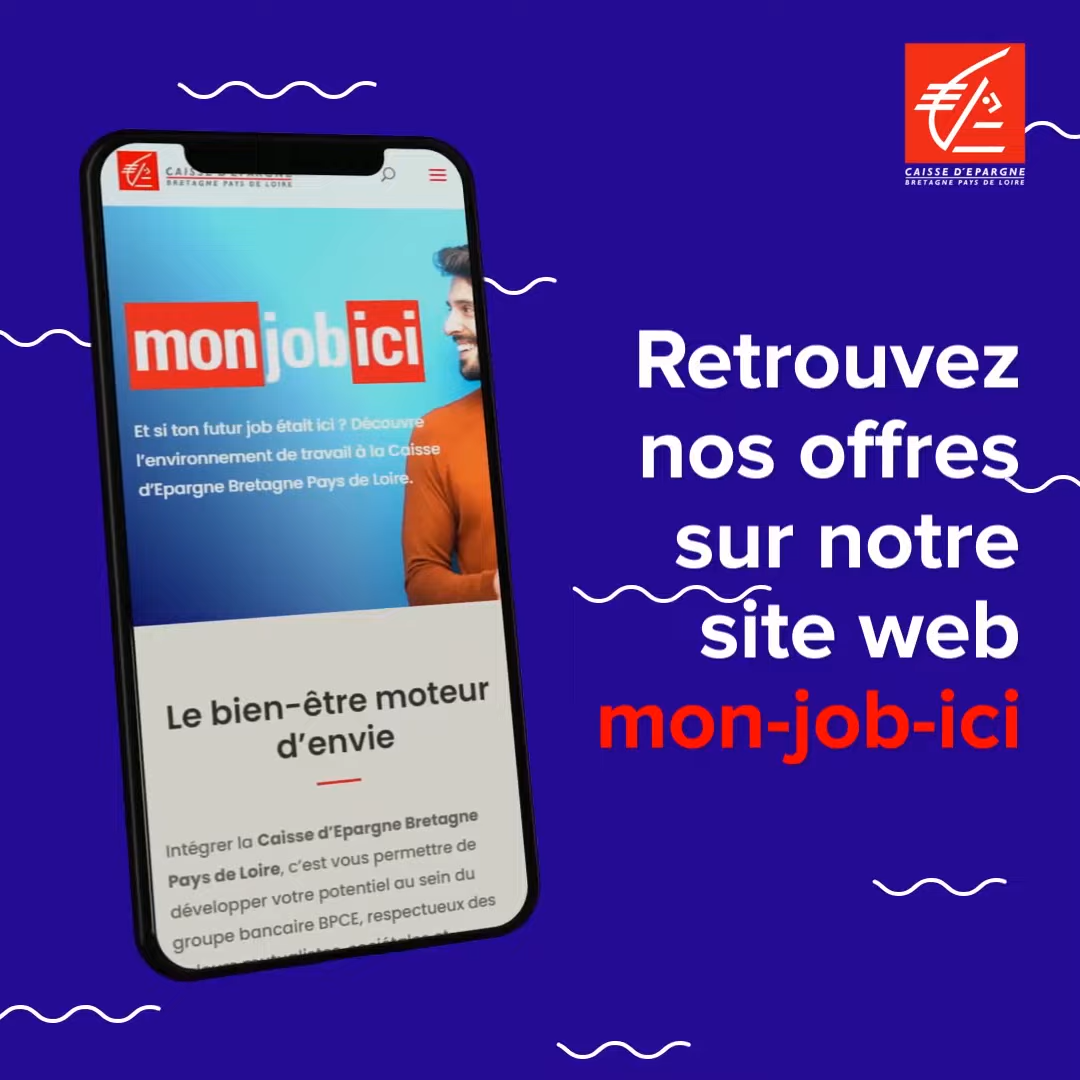 CAISSE D'EPARGNE
BRETAGNE PAYS DE LOIRE
CAISSE D'EPARGNE
BRETAGNE PAYS DE LOIRE
monjobici
Et si ton futur job était ici ? Découvre
l'environnement de travail à la Caisse
d'Epargne Bretagne Pays de Loire.
Le bien-être moteur
d'envie
Intégrer la Caisse d'Epargne Bretagne
Pays de Loire, c'est vous permettre de
développer votre potentiel au sein du
groupe bancaire BPCE, respectueux des
Retrouvez
nos offres
sur notre
site web
mon-job-ici